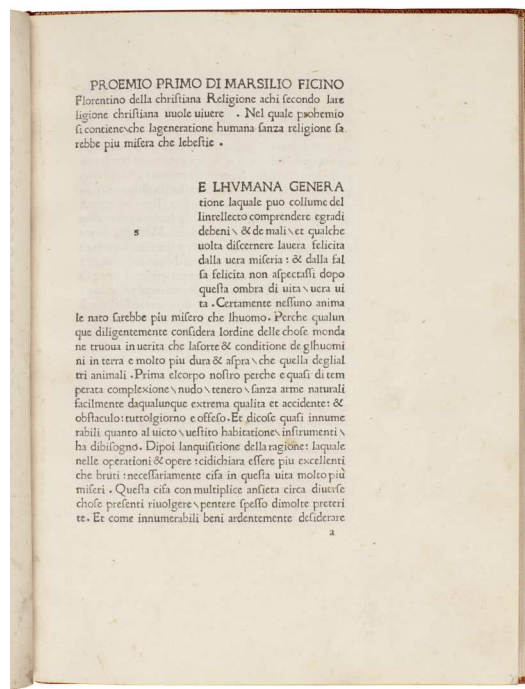 PROEMIO PRIMO DI MARSILIO FICINO
Florentino della chriſtiana Religione achi ſecondo lare
ligione chriſtiana uuole uiuere . Nel quale prohemio
ſi contiene\che lageneratione humana ſanza religione ſa
rebbe piu miſera che lebeſtie .
E LHVMANA GENERA
tione laquale puo collume del
lintellecto comprendere egradi
s
debeni\ & de mali\et qualche
uolta diſcernere lauera felicita
dalla uera miſeria : & dalla fal
ſa felicita non aſpectaſſi dopo
queſta ombra di uita\uera ui
ta . Certamente neſſuno anima
le nato ſarebbe piu miſero che lhuomo. Perche qualun
que diligentemente conſidera lordine delle choſe monda
ne truoua in uerita che laſorte & conditione de glhuomi
ni in terra e molto piu dura & aſpra\che quella deglial
tri animali .Prima elcorpo noſtro perche e quaſi di tem
perata complexione\nudo\tenero\ſanza arme naturali
facilmente daqualunque extrema qualita et accidente: &
obſtaculo:tuttolgiorno e offeſo.Et dicoſe quaſi innume
rabili quanto al uicto\ueſtito habitatione\inſtrumenti\
ha dibiſogno. Dipoi lanquiſitione della ragione: laquale
nelle operationi & opere :cidichiara eſſere piu excellenti
che bruti :neceſſariamente ciſa in queſta uita molto più
miſeri . Queſta ciſa con multiplice anſieta circa diuerſe
choſe preſenti riuolgere\pentere ſpeſſo dimolte preteri
te. Et come innumerabili beni ardentemente deſiderare
a